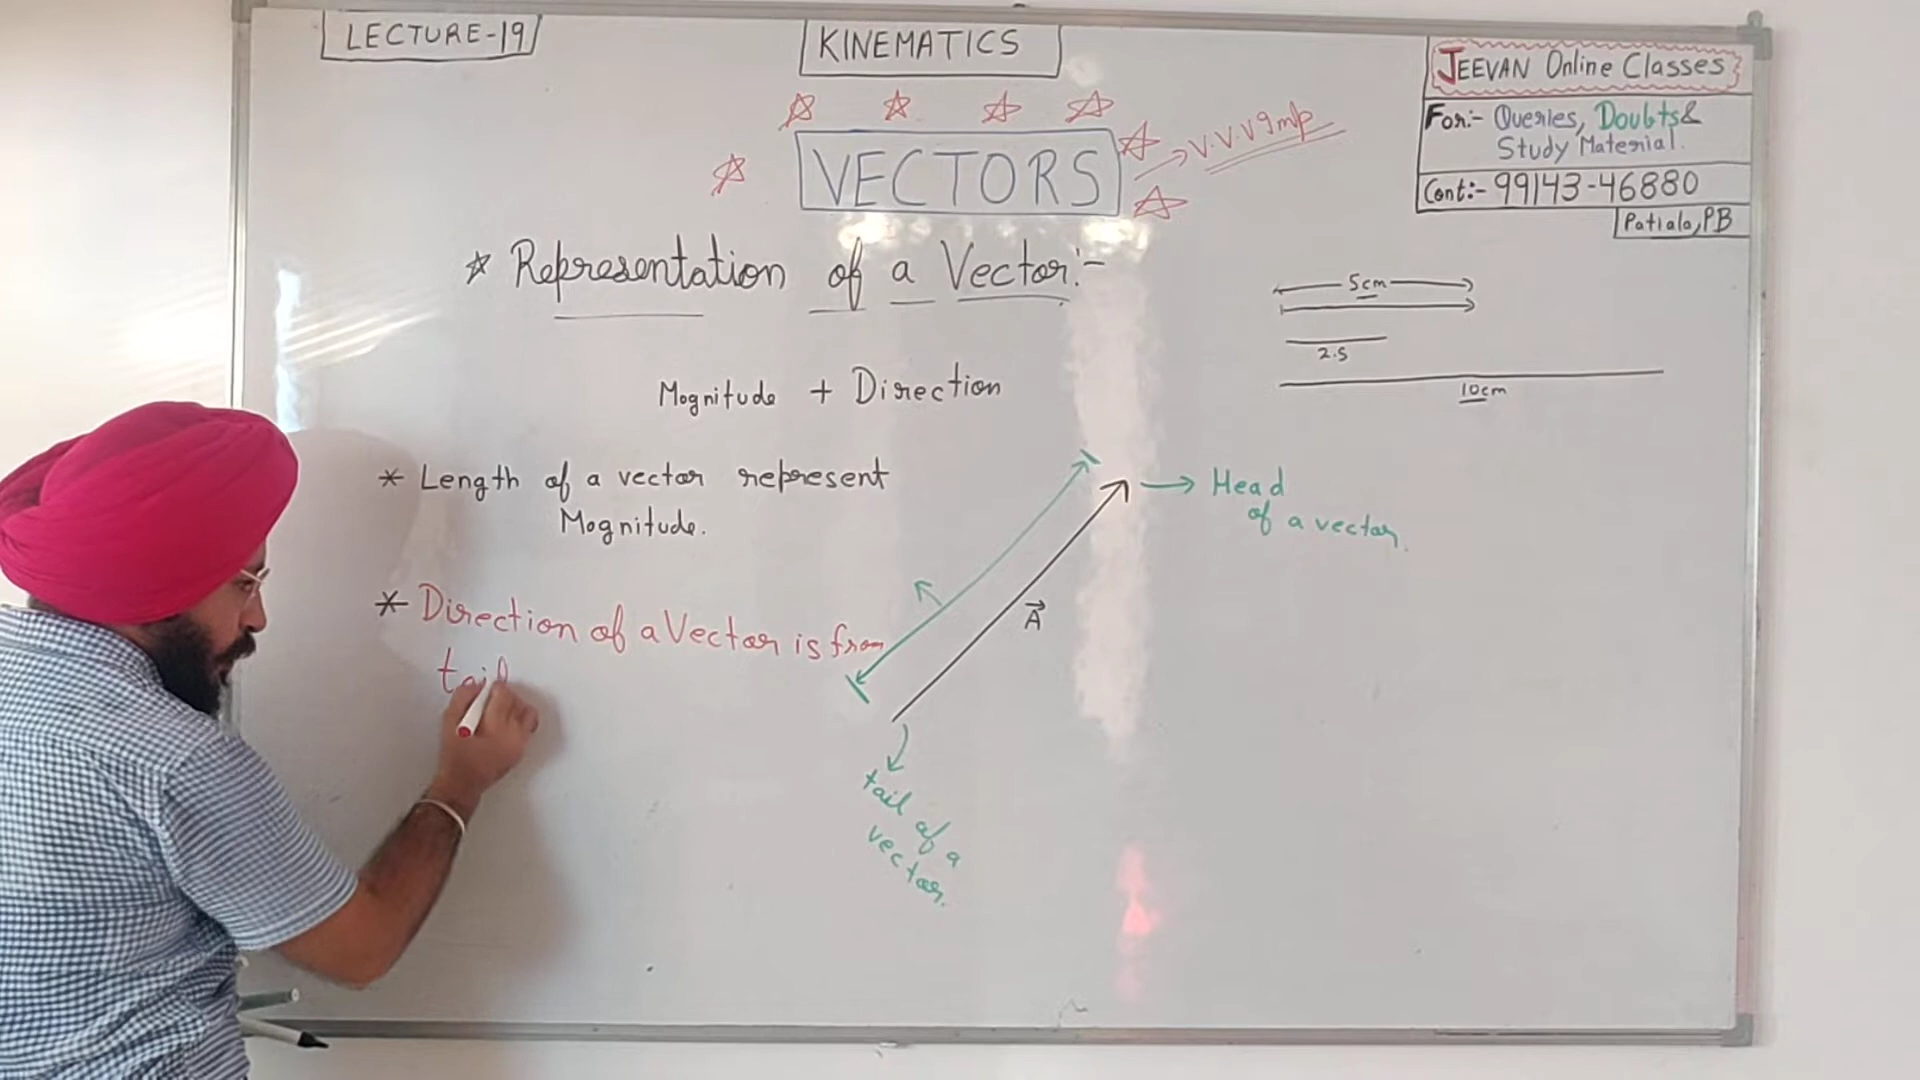 LECTURE-19
KINEMATICS
JEEVAN Online Classes
For:- Queries, Doubts &
Study Material.
Cont:- 99143-46880
Patiala, PB
VECTORS
V.V.V Imp
* Representation of a Vector:-
5cm
2.5
10cm
Magnitude + Direction
* Length of a vector represent
Magnitude.
Head
of a vector.
* Direction of a Vector is from
tail
A
tail of a
vector.